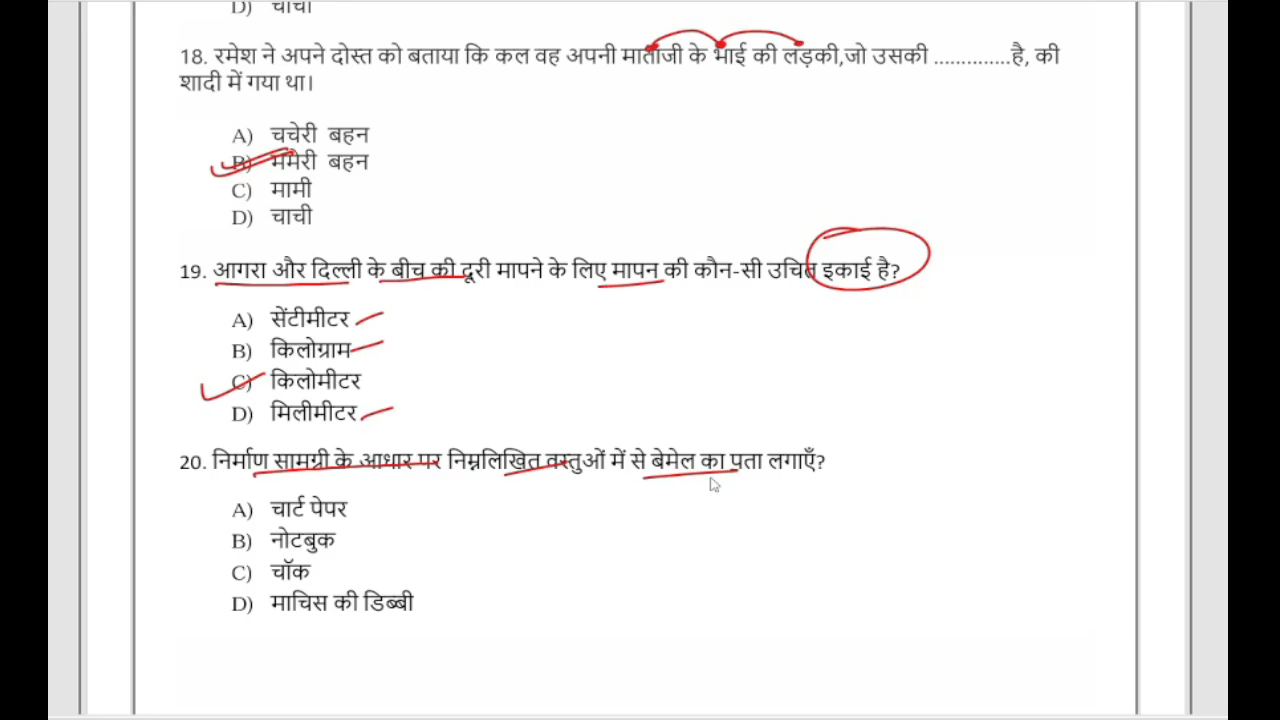 D) चाची
18. रमेश ने अपने दोस्त को बताया कि कल वह अपनी माताजी के भाई की लड़की,जो उसकी ..............है, की
शादी में गया था।
A) चचेरी बहन
B) ममेरी बहन
C) मामी
D) चाची
19. आगरा और दिल्ली के बीच की दूरी मापने के लिए मापन की कौन-सी उचित इकाई है?
A) सेंटीमीटर
B) किलोग्राम
C) किलोमीटर
D) मिलीमीटर
20. निर्माण सामग्री के आधार पर निम्नलिखित वस्तुओं में से बेमेल का पता लगाएँ?
A) चार्ट पेपर
B) नोटबुक
C) चॉक
D) माचिस की डिब्बी